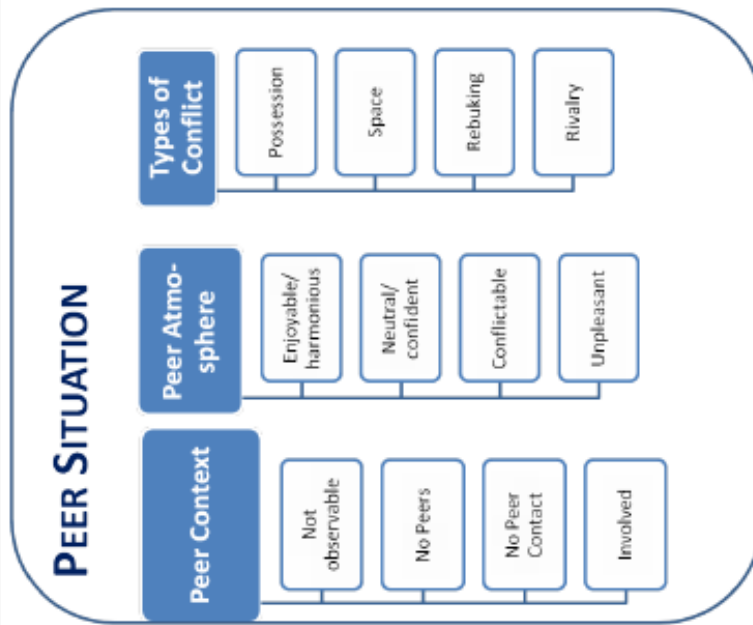 PEER SITUATION
Peer Context
Not
observable
No Peers
No Peer
Contact
Involved
Peer Atmo-
sphere
Enjoyable/
harmonious
Neutral/
confident
Conflictable
Unpleasant
Types of
Conflict
Possession
Space
Rebuking
Rivalry